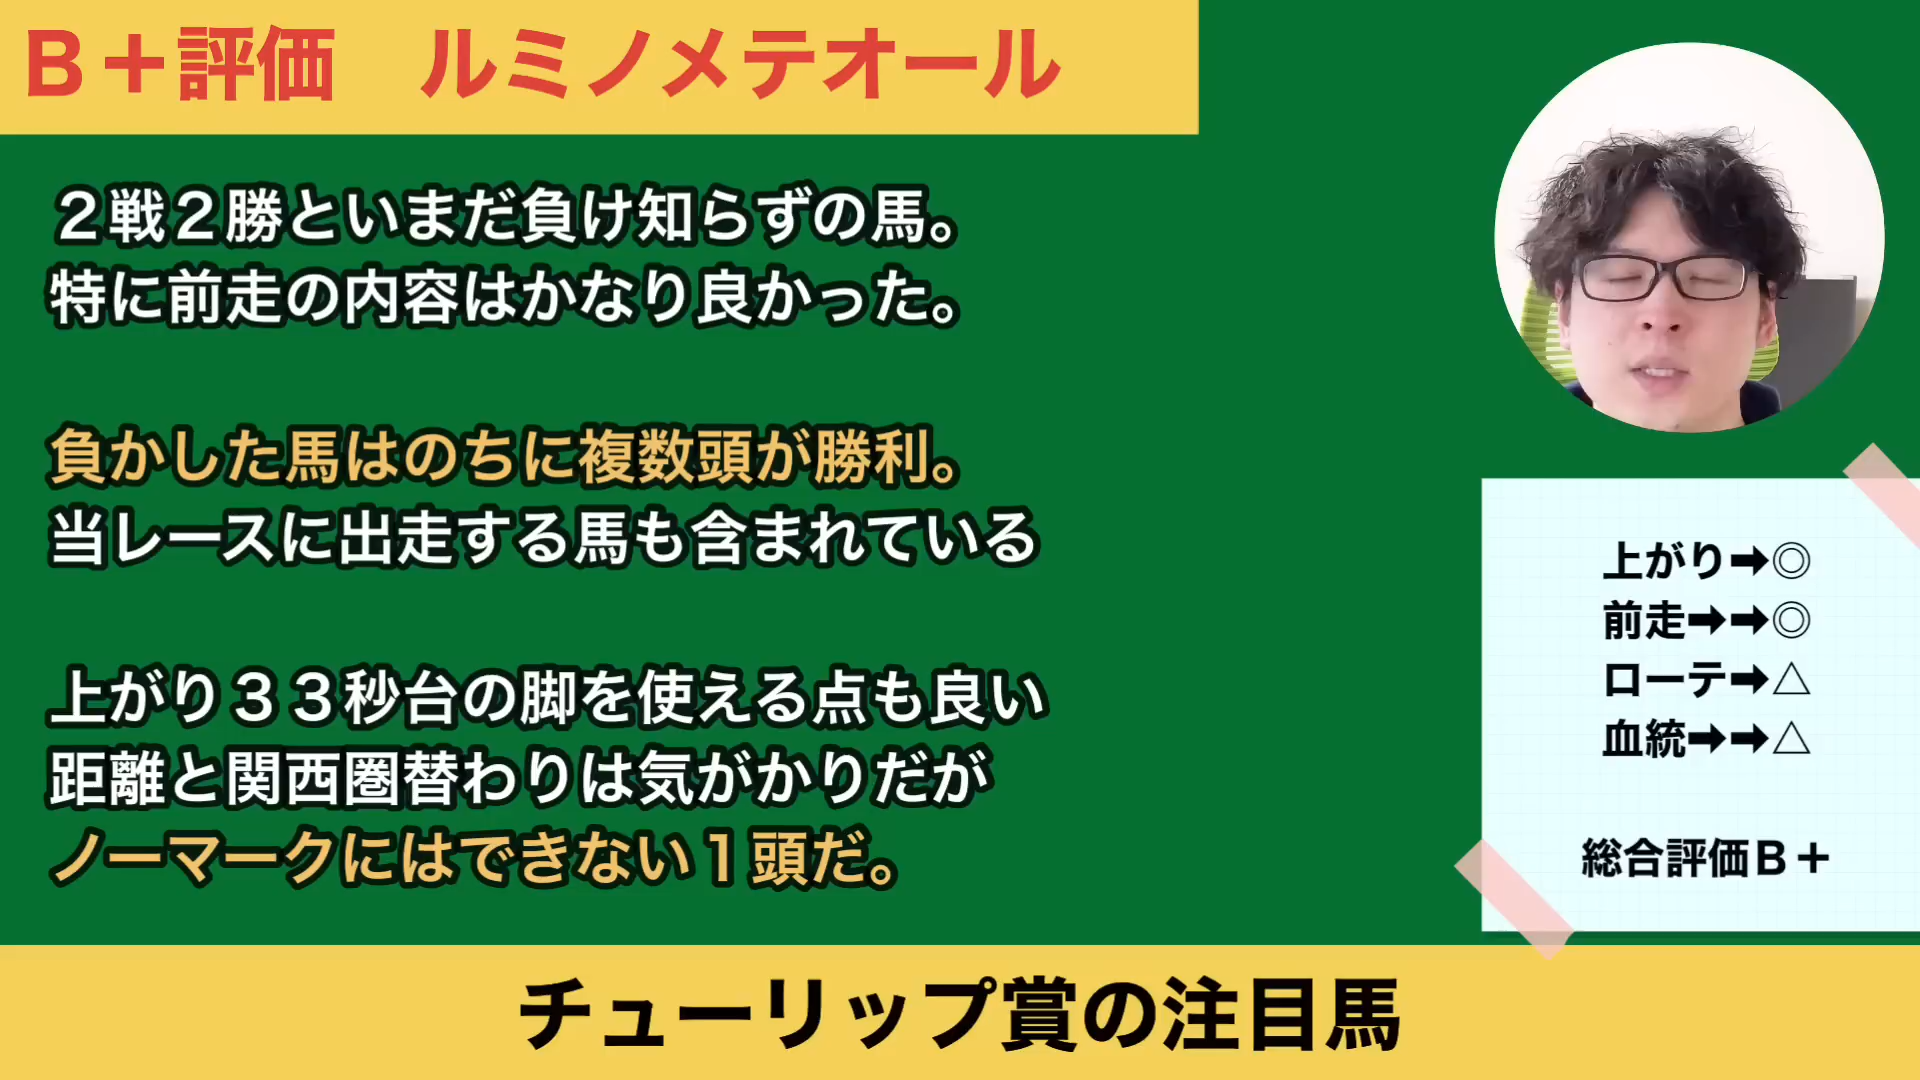 B＋評価　ルミノメテオール
２戦２勝といまだ負け知らずの馬。
特に前走の内容はかなり良かった。
負かした馬はのちに複数頭が勝利。
当レースに出走する馬も含まれている
上がり３３秒台の脚を使える点も良い
距離と関西圏替わりは気がかりだが
ノーマークにはできない１頭だ。
上がり➡◎
前走➡➡◎
ローテ➡△
血統➡➡△
総合評価B＋
チューリップ賞の注目馬